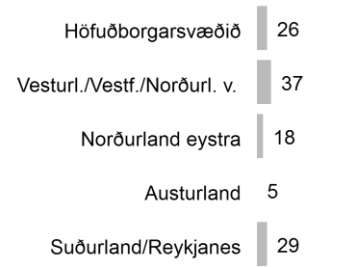 Höfuðborgarsvæðið 26
Vesturl./Vestf./Norðurl. v. 37
Norðurland eystra 18
Austurland 5
Suðurland/Reykjanes 29